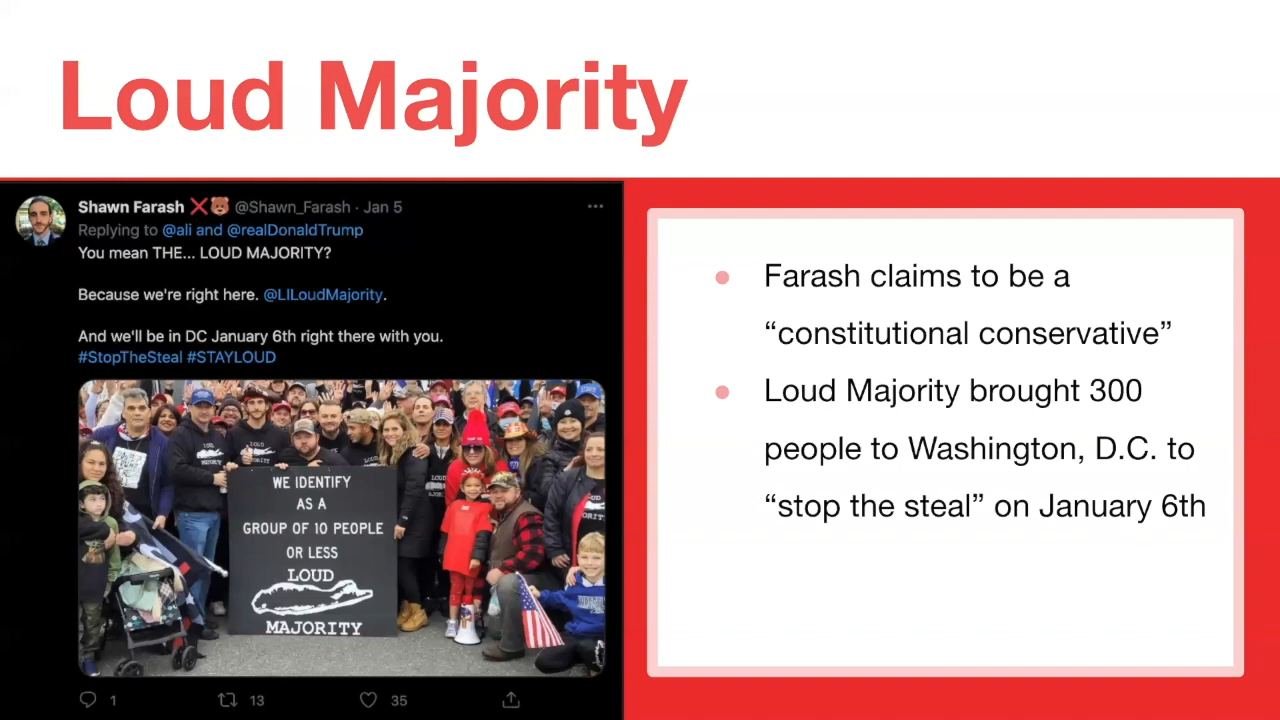 Loud Majority
Shawn Farash ❌🐻 @Shawn_Farash · Jan 5
Replying to @ali and @realDonaldTrump
You mean THE... LOUD MAJORITY?
Because we're right here. @LILoudMajority.
And we'll be in DC January 6th right there with you.
#StopTheSteal #STAYLOUD
WE IDENTIFY
AS A
GROUP OF 10 PEOPLE
OR LESS
LOUD
MAJORITY
1 13 35
• Farash claims to be a
“constitutional conservative”
• Loud Majority brought 300
people to Washington, D.C. to
“stop the steal” on January 6th